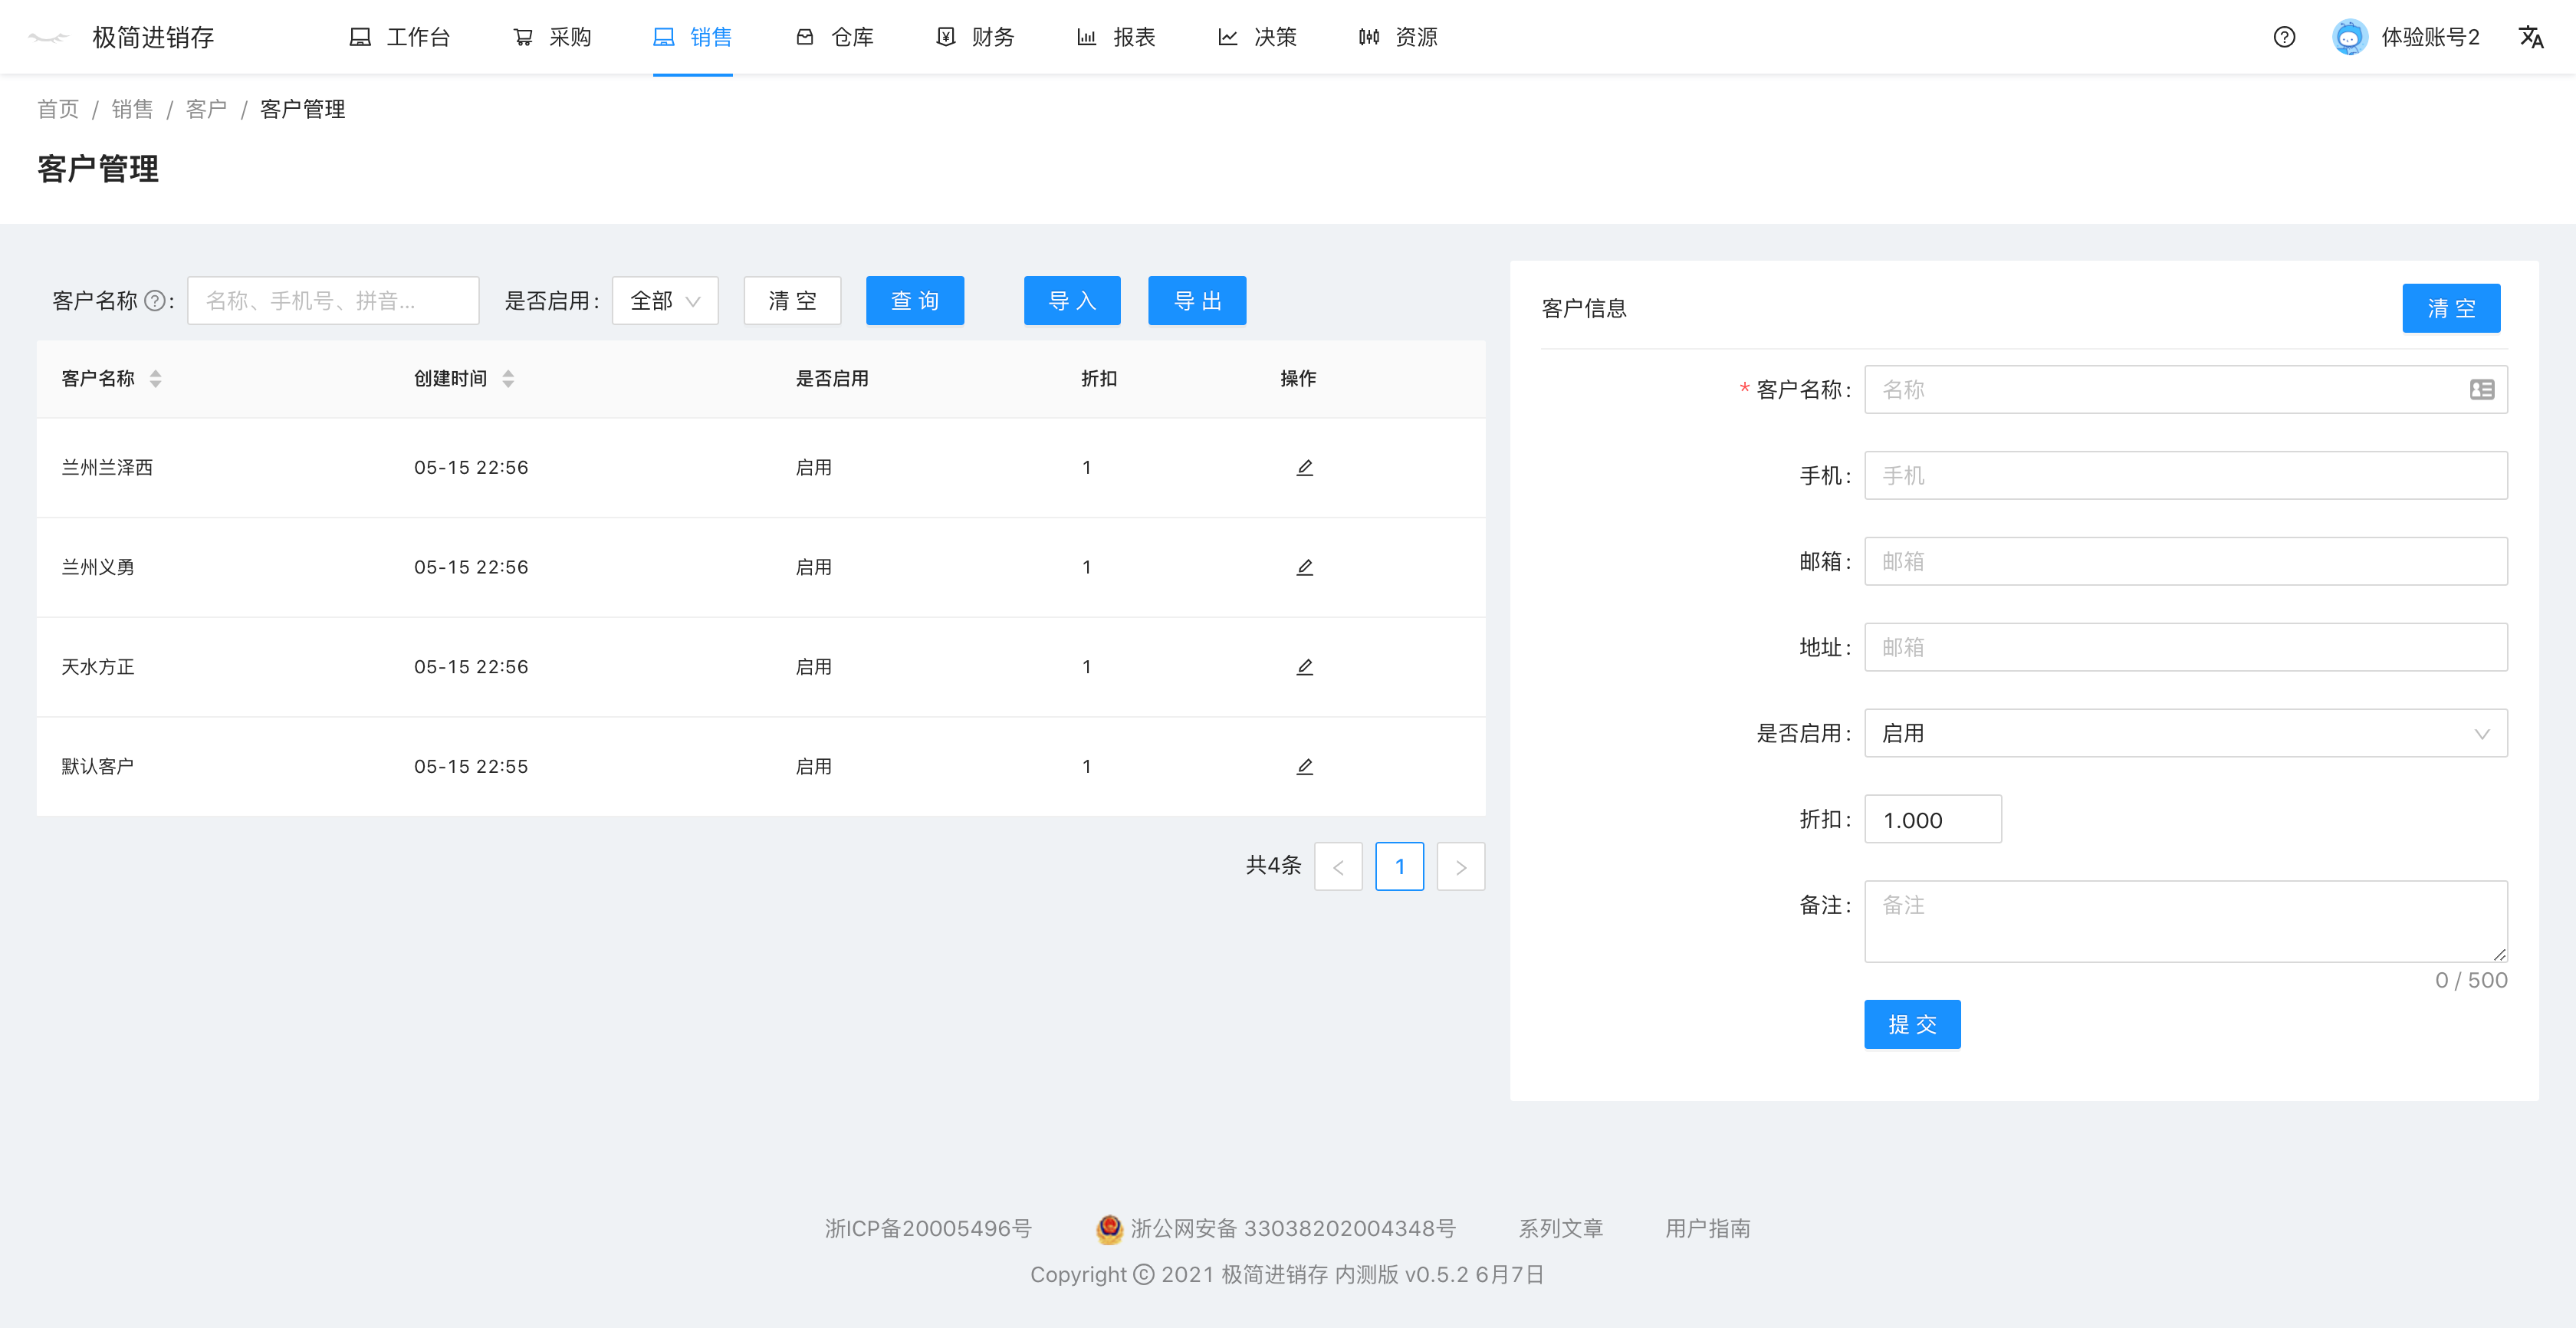 极简进销存 工作台 采购 销售 仓库 财务 报表 决策 资源 体验账号2
首页 / 销售 / 客户 / 客户管理
客户管理
客户名称 : 名称、手机号、拼音... 是否启用 : 全部 清 空 查 询 导 入 导 出
客户名称 创建时间 是否启用 折扣 操作
兰州兰泽西 05-15 22:56 启用 1
兰州义勇 05-15 22:56 启用 1
天水方正 05-15 22:56 启用 1
默认客户 05-15 22:55 启用 1
共4条 < 1 >
客户信息 清 空
* 客户名称 : 名称
手机 : 手机
邮箱 : 邮箱
地址 : 邮箱
是否启用 : 启用
折扣 : 1.000
备注 : 备注
0 / 500
提 交
浙ICP备20005496号 浙公网安备 33038202004348号 系列文章 用户指南
Copyright © 2021 极简进销存 内测版 v0.5.2 6月7日